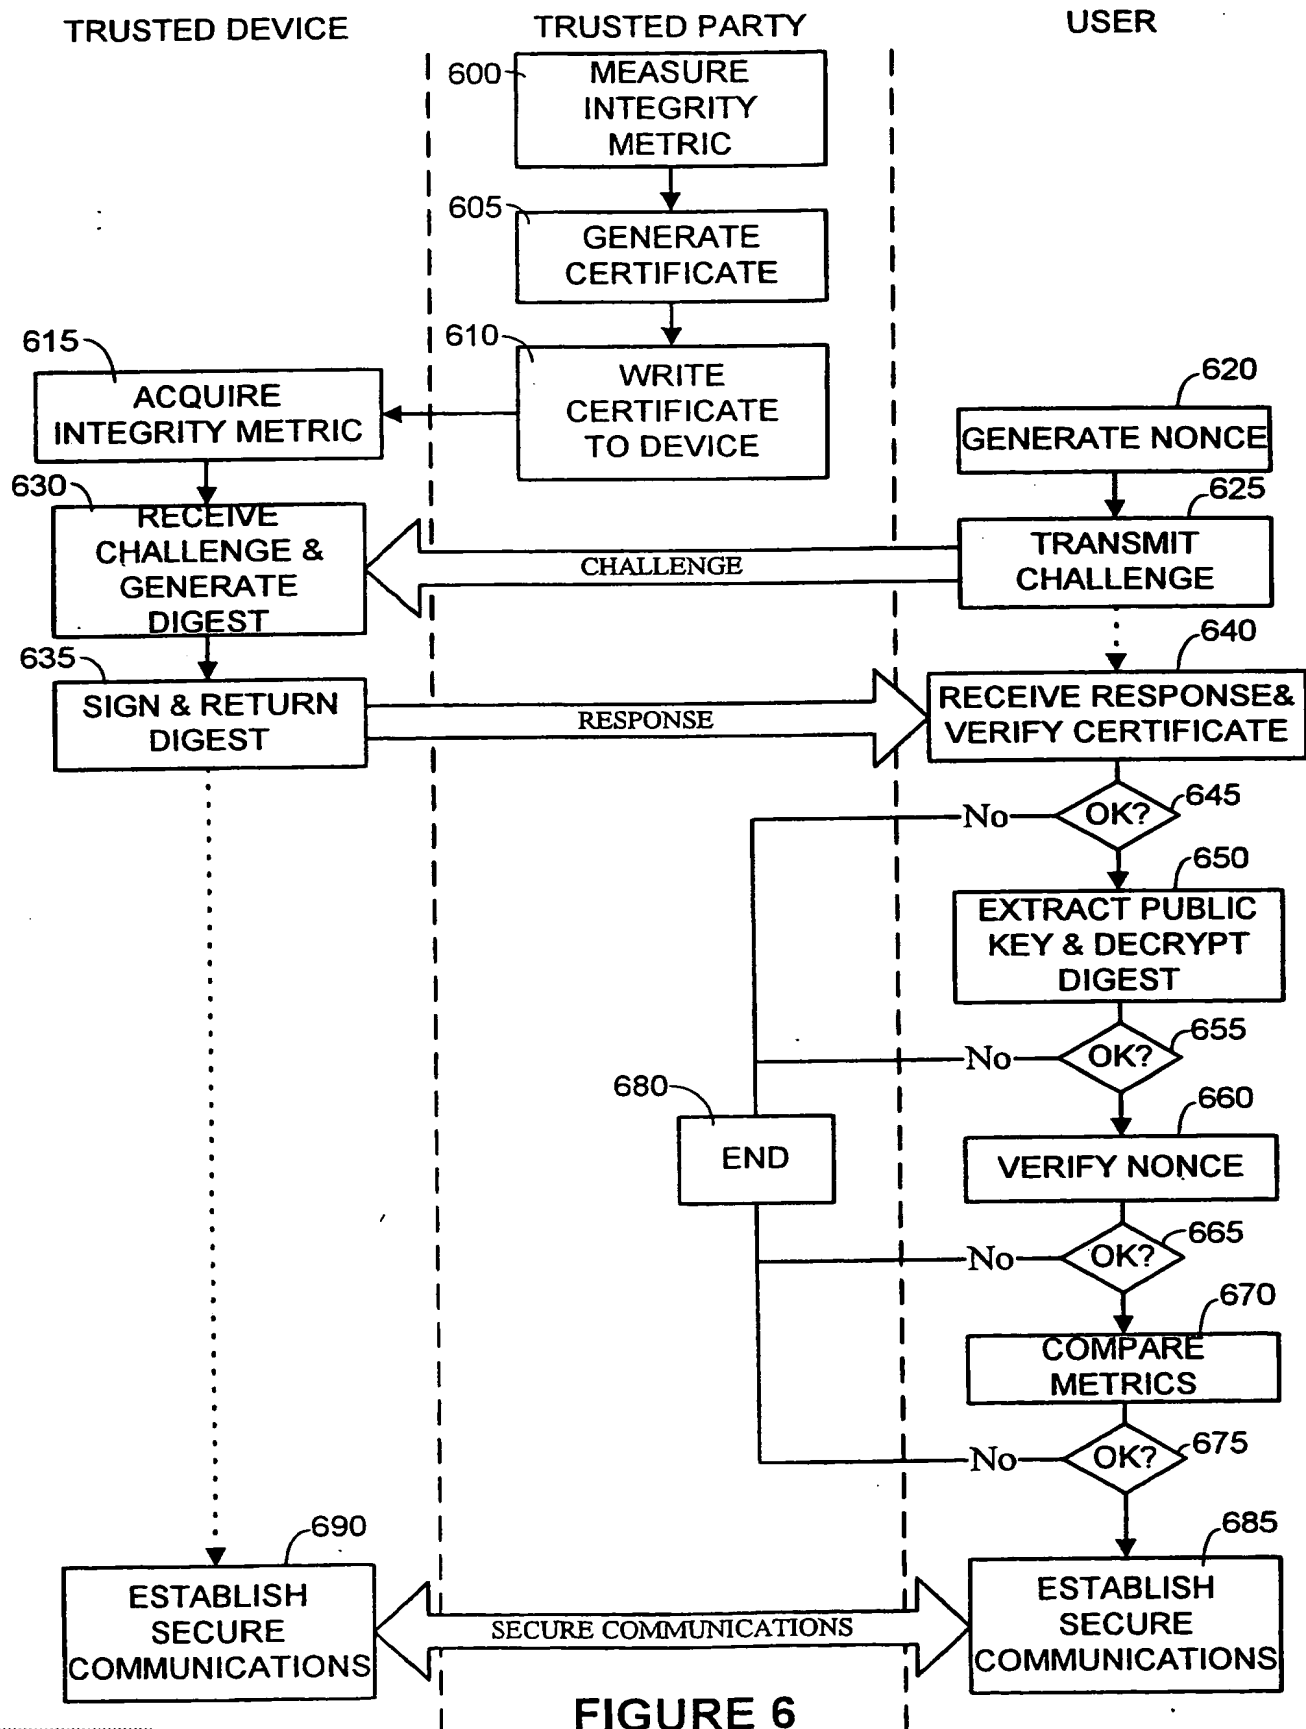 TRUSTED DEVICE
TRUSTED PARTY
USER
600
MEASURE
INTEGRITY
METRIC
605
GENERATE
CERTIFICATE
610
WRITE
CERTIFICATE
TO DEVICE
615
ACQUIRE
INTEGRITY METRIC
620
GENERATE NONCE
625
TRANSMIT
CHALLENGE
CHALLENGE
630
RECEIVE
CHALLENGE &
GENERATE
DIGEST
635
SIGN & RETURN
DIGEST
RESPONSE
640
RECEIVE RESPONSE&
VERIFY CERTIFICATE
645
OK?
No
650
EXTRACT PUBLIC
KEY & DECRYPT
DIGEST
655
OK?
No
680
END
660
VERIFY NONCE
665
OK?
No
670
COMPARE
METRICS
675
OK?
No
690
ESTABLISH
SECURE
COMMUNICATIONS
SECURE COMMUNICATIONS
685
ESTABLISH
SECURE
COMMUNICATIONS
FIGURE 6